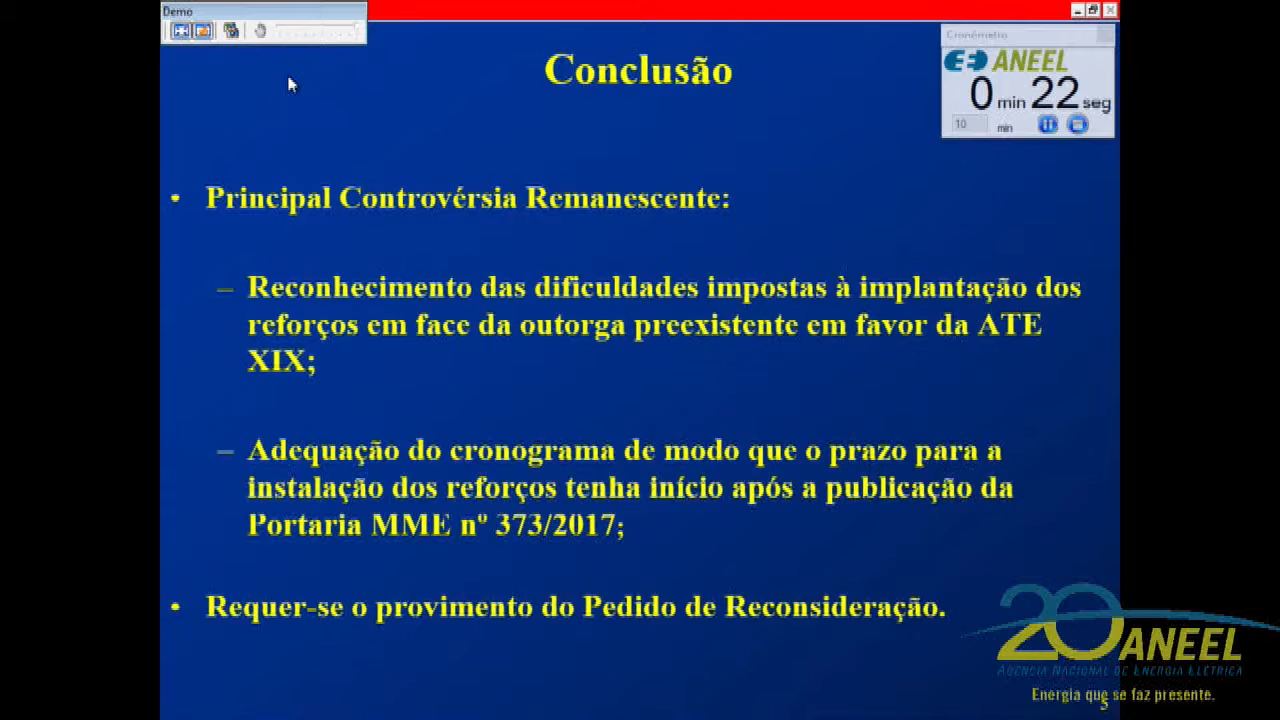 Demo
Cronômetro
ANEEL
0 min 22 seg
10 min
Conclusão
• Principal Controvérsia Remanescente:
– Reconhecimento das dificuldades impostas à implantação dos
reforços em face da outorga preexistente em favor da ATE
XIX;
– Adequação do cronograma de modo que o prazo para a
instalação dos reforços tenha início após a publicação da
Portaria MME nº 373/2017;
• Requer-se o provimento do Pedido de Reconsideração.
20 ANEEL
AGÊNCIA NACIONAL DE ENERGIA ELÉTRICA
Energia que se faz presente.
5